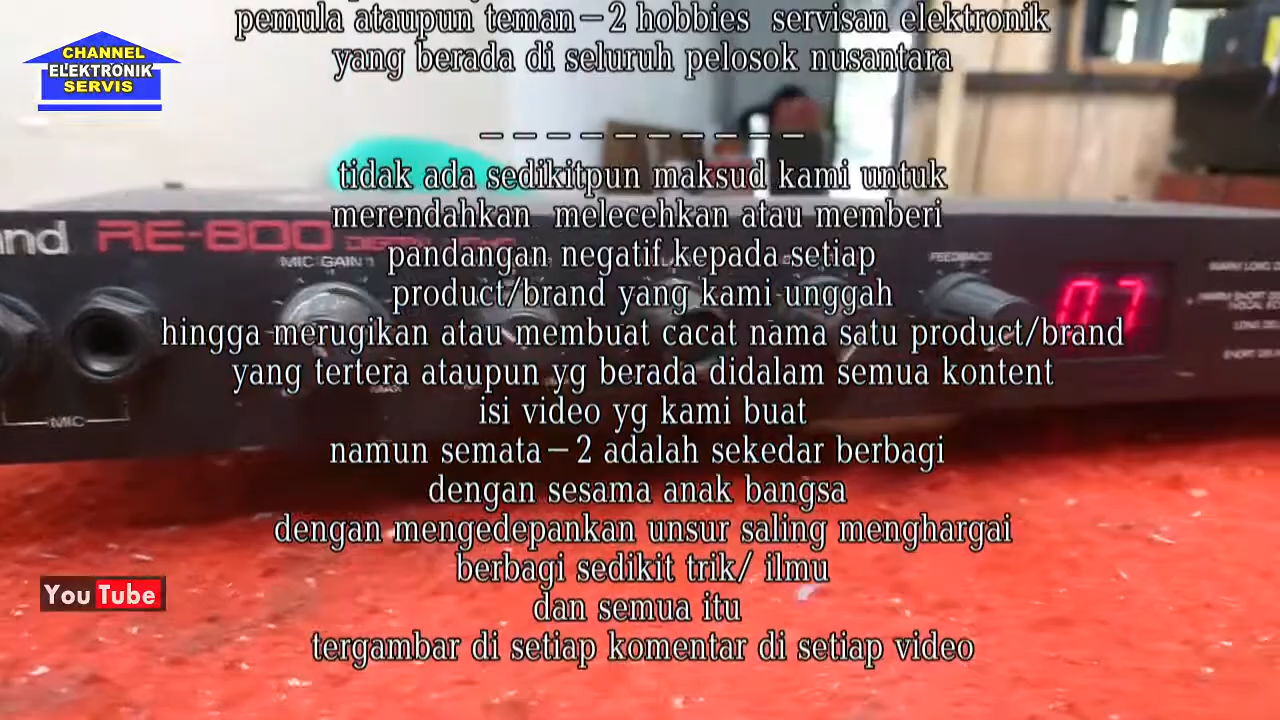 pemula ataupun teman-2 hobbies servisan elektronik
yang berada di seluruh pelosok nusantara
CHANNEL
ELEKTRONIK
SERVIS
----------
tidak ada sedikitpun maksud kami untuk
merendahkan melecehkan atau memberi
pandangan negatif kepada setiap
product/brand yang kami unggah
hingga merugikan atau membuat cacat nama satu product/brand
yang tertera ataupun yg berada didalam semua kontent
isi video yg kami buat
namun semata-2 adalah sekedar berbagi
dengan sesama anak bangsa
dengan mengedepankan unsur saling menghargai
berbagi sedikit trik/ ilmu
dan semua itu
tergambar di setiap komentar di setiap video
RE-800
MIC GAIN
FEEDBACK
07
MIC
YouTube